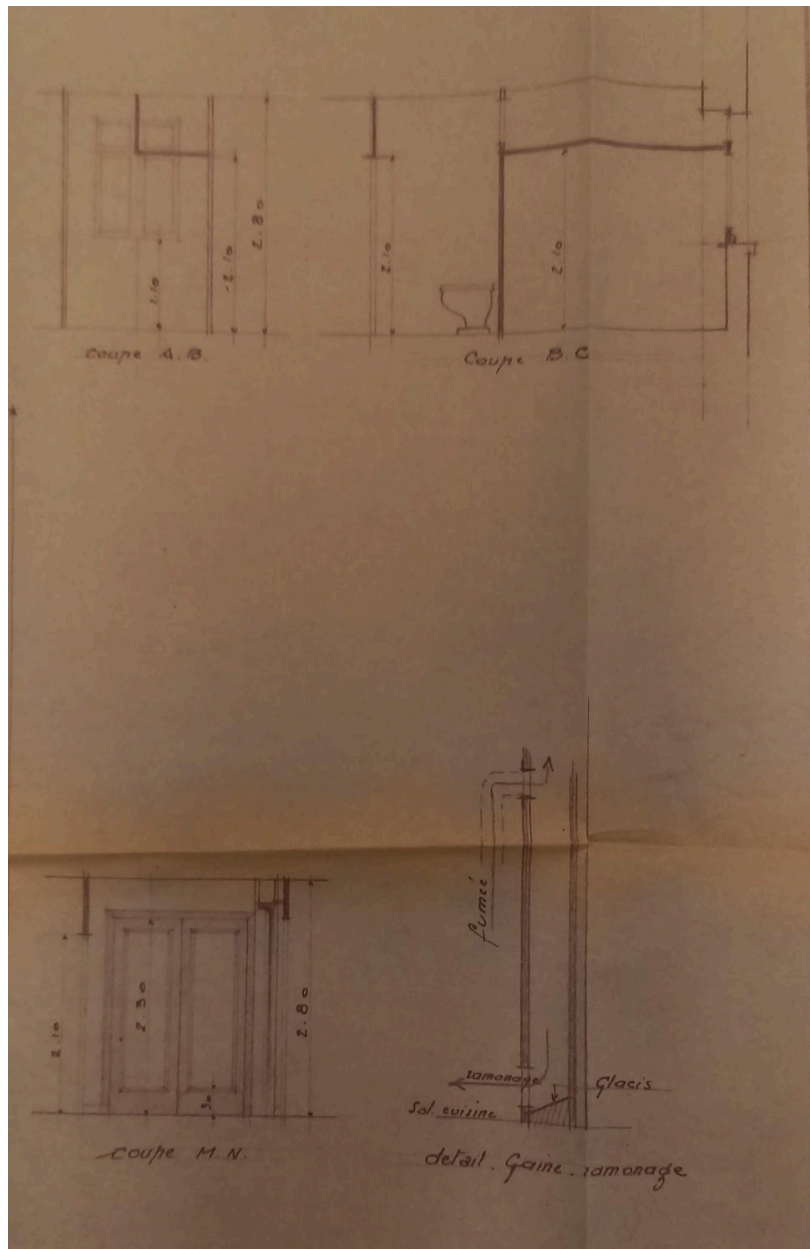 1.10
2.10
2.80
coupe A.B.
2.10
2.10
Coupe B.C
2.10
2.30
30
2.80
coupe M.N.
fumée
ramonage
Glacis
Sol cuisine
detail. Gaine. ramonage